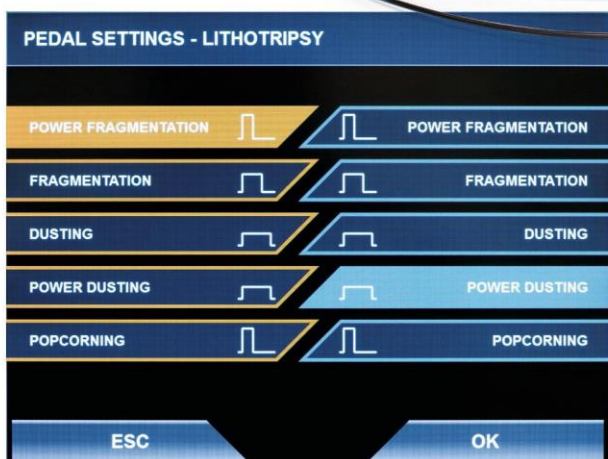 PEDAL SETTINGS - LITHOTRIPSY
POWER FRAGMENTATION POWER FRAGMENTATION
FRAGMENTATION FRAGMENTATION
DUSTING DUSTING
POWER DUSTING POWER DUSTING
POPCORNING POPCORNING
ESC OK